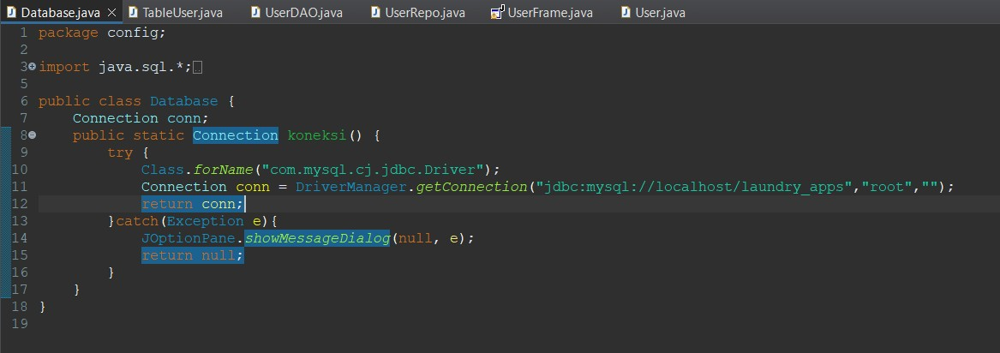 Database.java TableUser.java UserDAO.java UserRepo.java UserFrame.java User.java
1 package config;
2
3 import java.sql.*;
5
6 public class Database {
7     Connection conn;
8     public static Connection koneksi() {
9         try {
10             Class.forName("com.mysql.cj.jdbc.Driver");
11             Connection conn = DriverManager.getConnection("jdbc:mysql://localhost/laundry_apps","root","");
12             return conn;
13         }catch(Exception e){
14             JOptionPane.showMessageDialog(null, e);
15             return null;
16         }
17     }
18 }
19